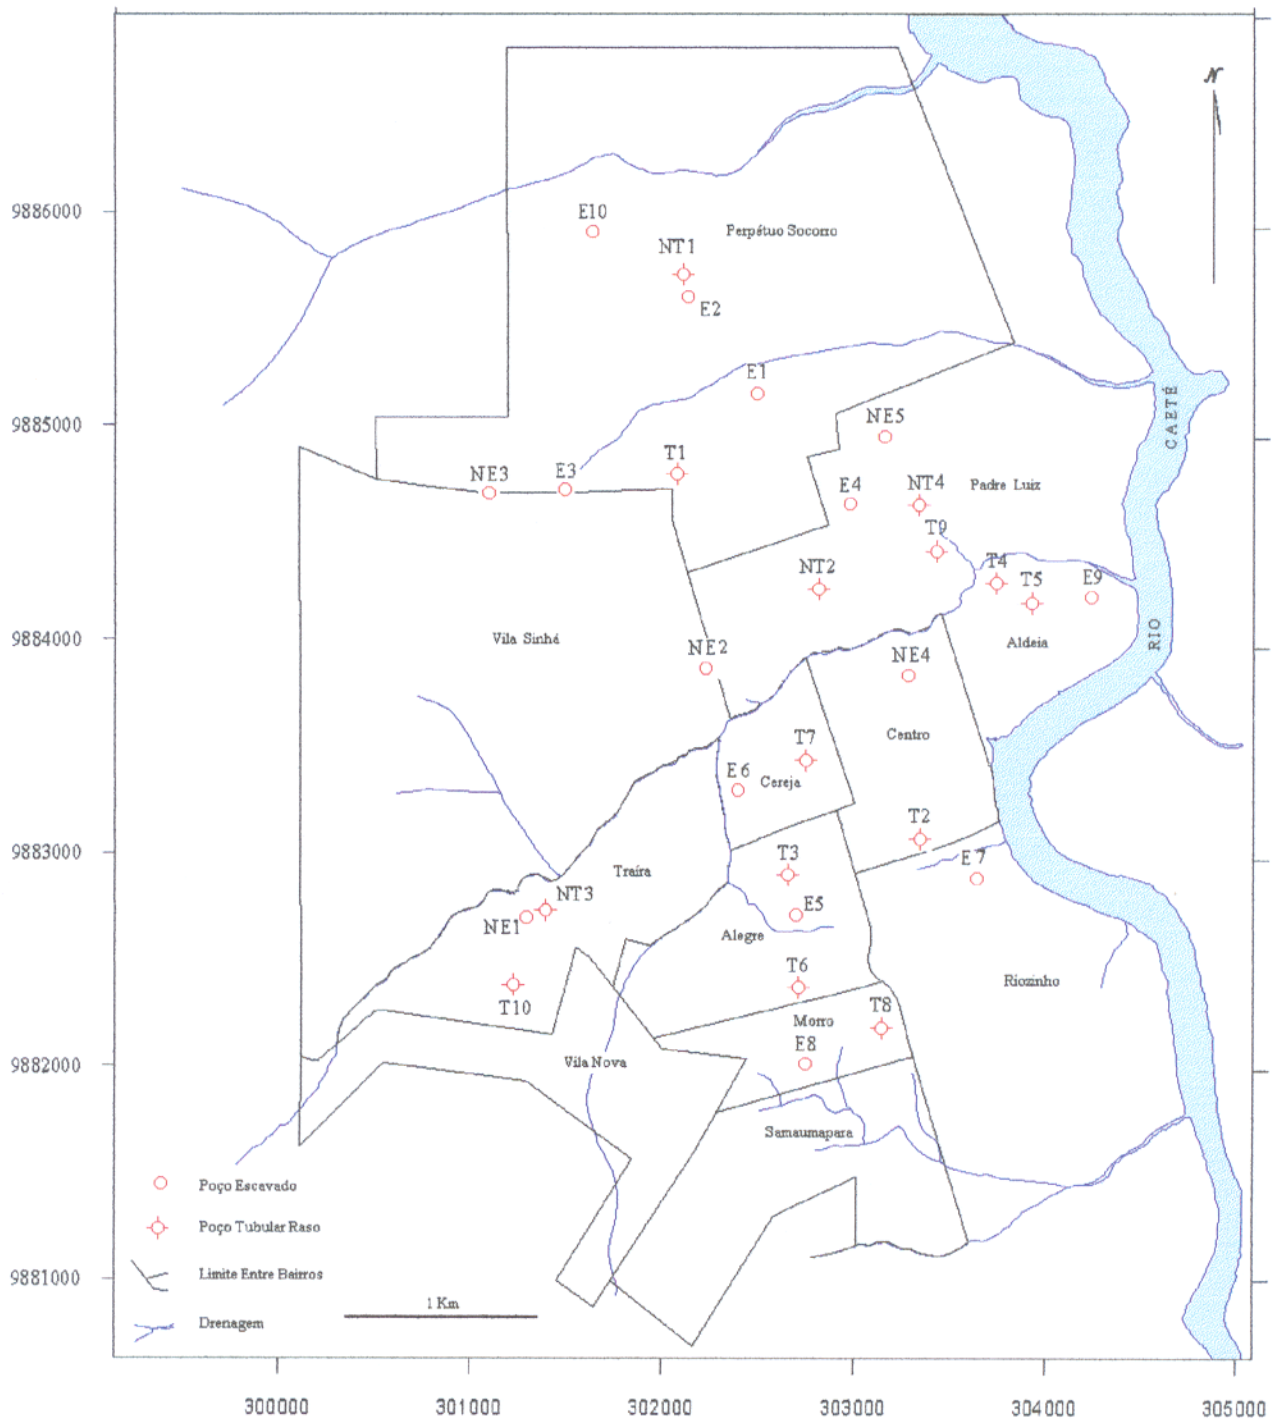 N
9886000
E10
Perpétuo Socorro
NT1
E2
E1
CAETÉ
9885000
NE5
NE3
E3
T1
E4
NT4
Padre Luiz
T9
NT2
T4
T5
E9
9884000
Vila Sinhá
RIO
Aldeia
NE2
NE4
T7
Centro
E6
Cereja
T2
9883000
T3
E7
Traíra
NT3
E5
NE1
Alegre
T6
Riozinho
T10
T8
Morro
9882000
E8
Vila Nova
Samaumapara
Poço Escavado
Poço Tubular Raso
9881000
Limite Entre Bairros
1 Km
Drenagem
300000 301000 302000 303000 304000 305000